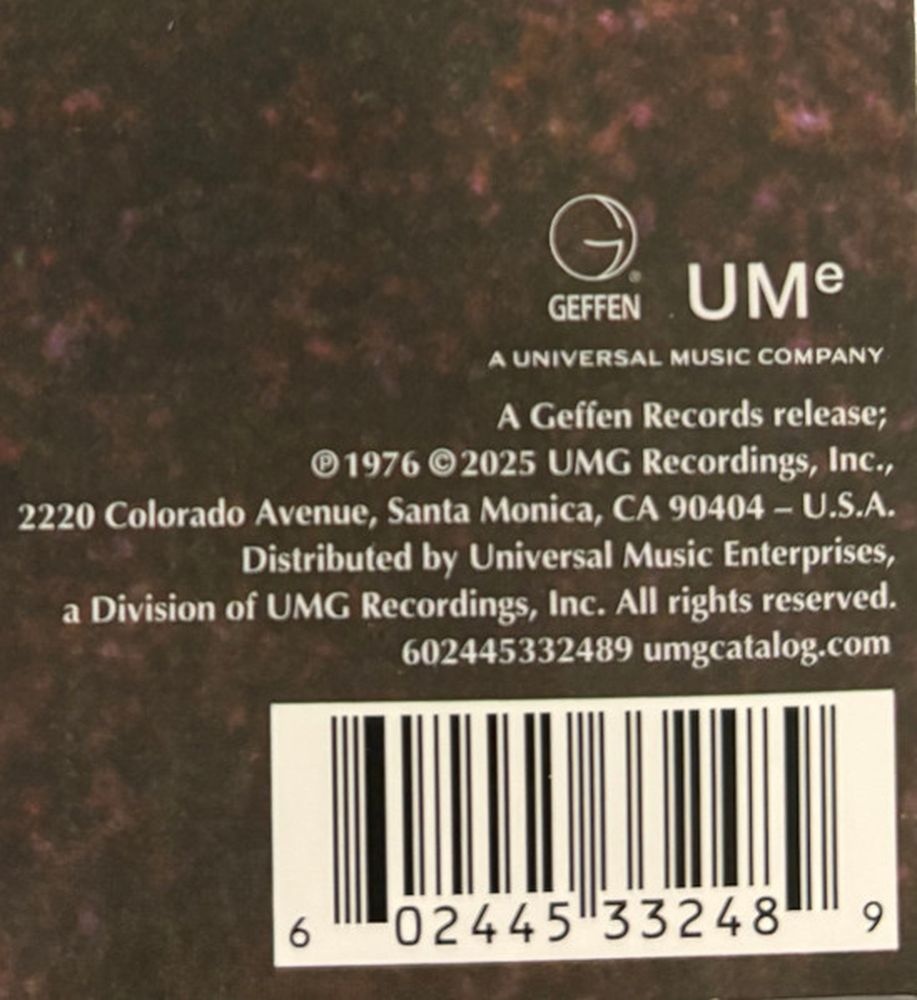 GEFFEN ® UMe
A UNIVERSAL MUSIC COMPANY
A Geffen Records release;
℗1976 ©2025 UMG Recordings, Inc.,
2220 Colorado Avenue, Santa Monica, CA 90404 – U.S.A.
Distributed by Universal Music Enterprises,
a Division of UMG Recordings, Inc. All rights reserved.
602445332489 umgcatalog.com
6 02445 33248 9